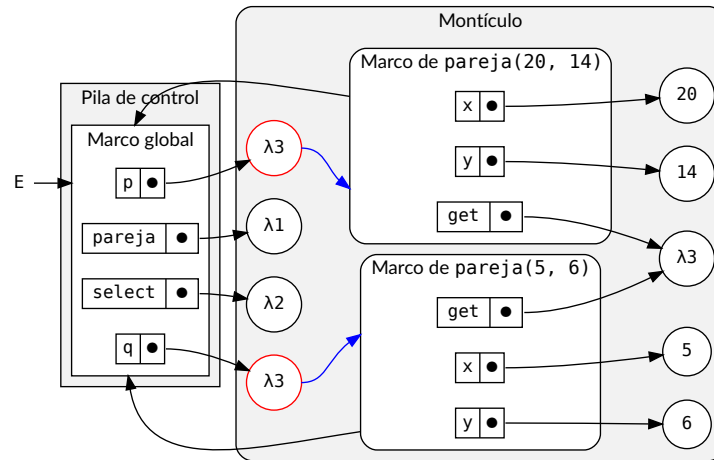 Montículo
Marco de pareja(20, 14)
x
20
y
14
get
λ3
Pila de control
Marco global
E
p
λ3
pareja
λ1
select
λ2
q
λ3
Marco de pareja(5, 6)
get
x
5
y
6